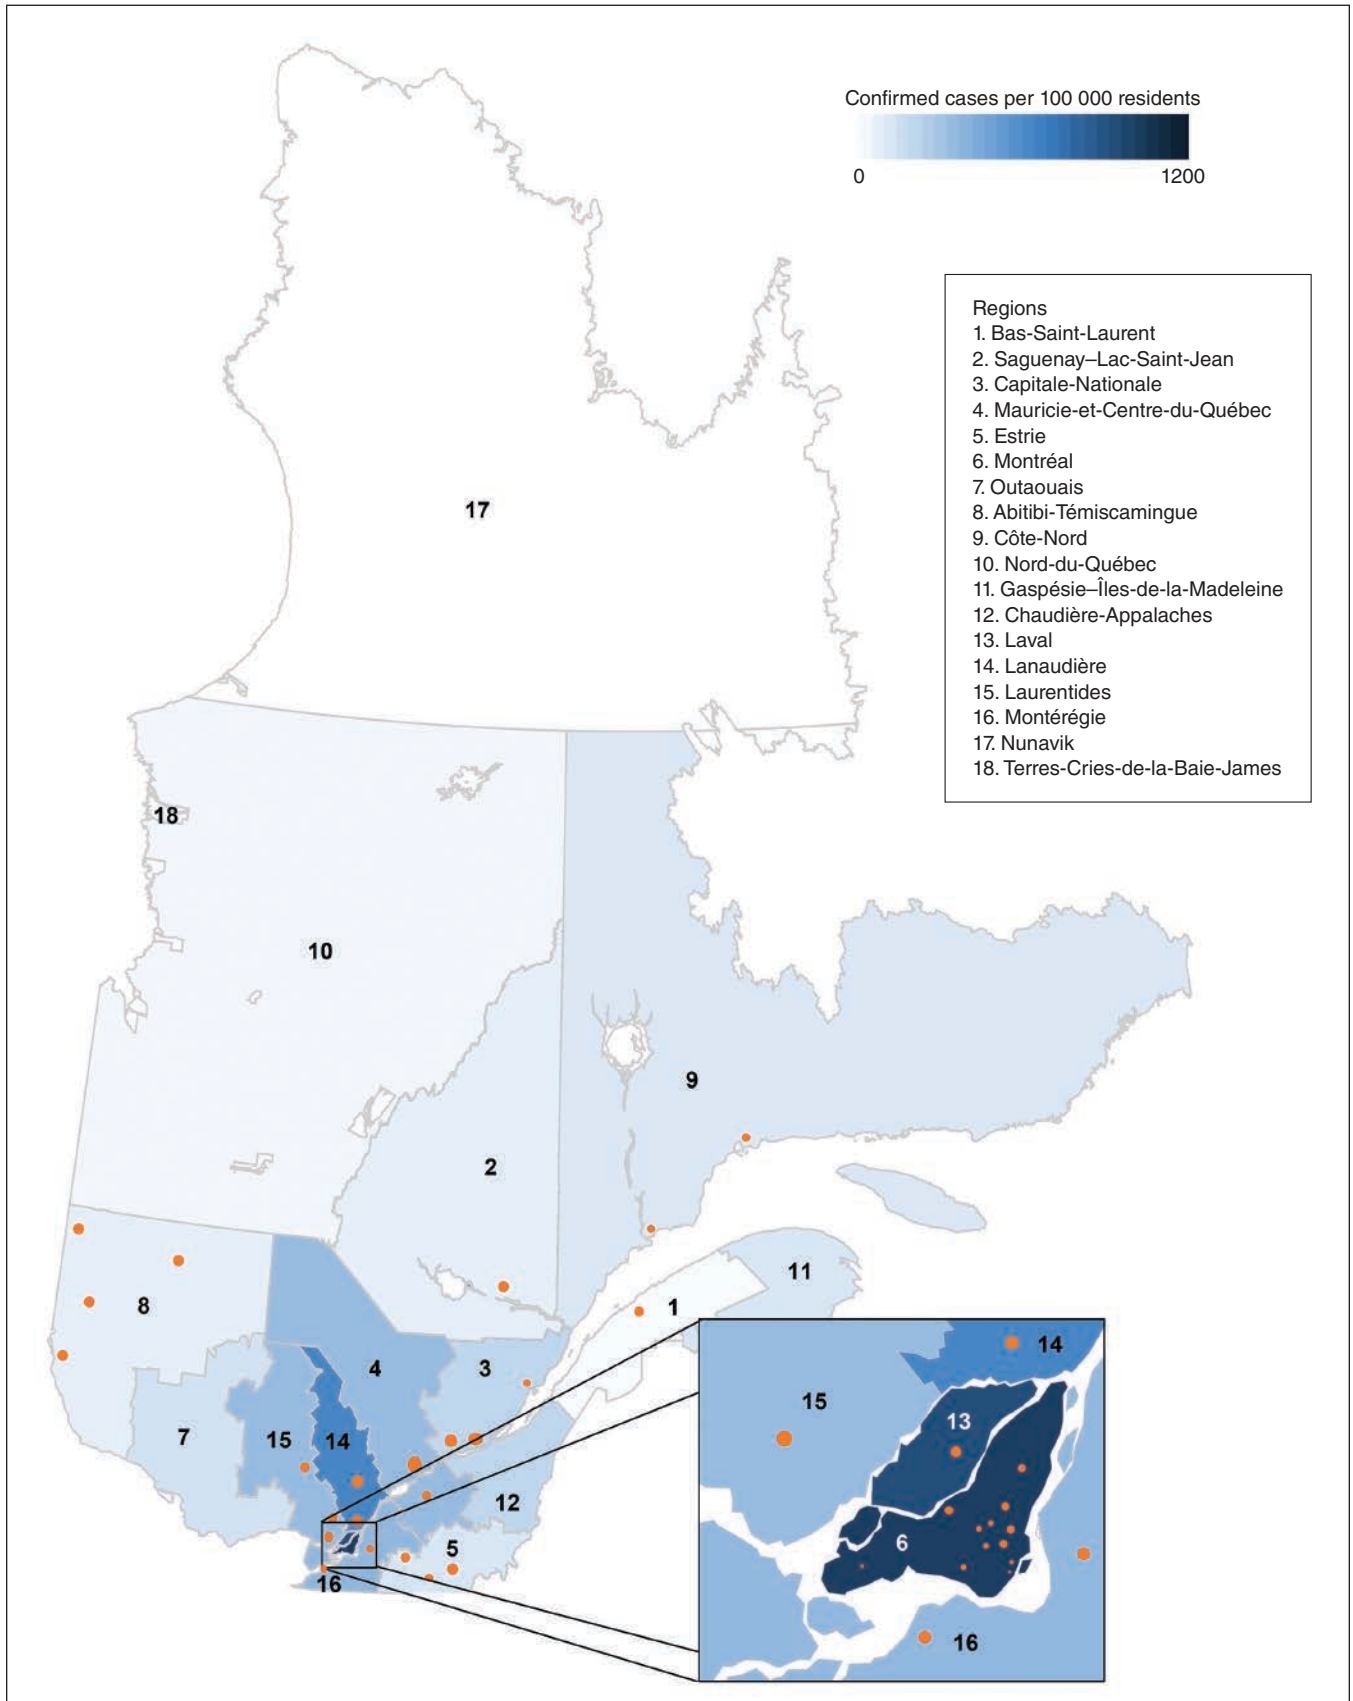 Confirmed cases per 100 000 residents
0 1200
Regions
1. Bas-Saint-Laurent
2. Saguenay–Lac-Saint-Jean
3. Capitale-Nationale
4. Mauricie-et-Centre-du-Québec
5. Estrie
6. Montréal
7. Outaouais
8. Abitibi-Témiscamingue
9. Côte-Nord
10. Nord-du-Québec
11. Gaspésie–Îles-de-la-Madeleine
12. Chaudière-Appalaches
13. Laval
14. Lanaudière
15. Laurentides
16. Montérégie
17. Nunavik
18. Terres-Cries-de-la-Baie-James
17
18
10
9
2
11
8
1
4
3
14
15
7
15
14
13
12
6
5
16
16